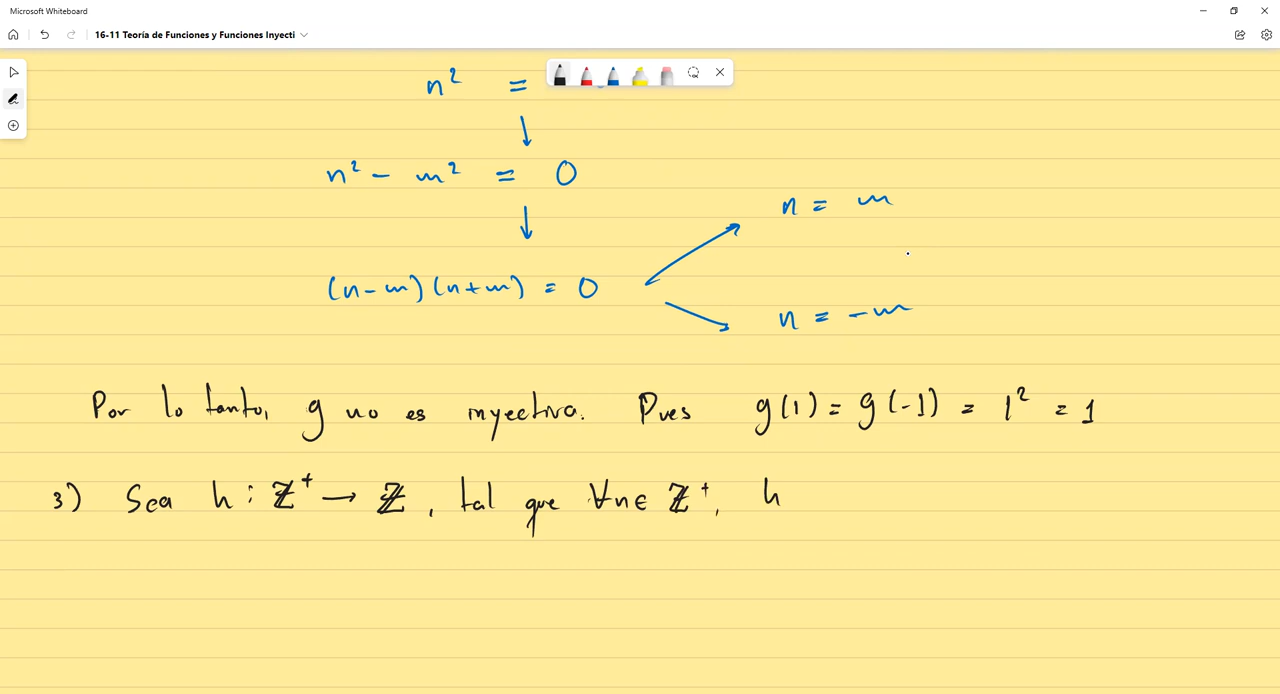 Microsoft Whiteboard
16-11 Teoría de Funciones y Funciones Inyecti
n² =
n² - m² = 0
n = m
(n-m)(n+m) = 0
n = -m
Por lo tanto, g no es inyectiva. Pues g(1) = g(-1) = 1² = 1
3) Sea h : ℤ⁺ → ℤ, tal que ∀n∈ ℤ⁺, h